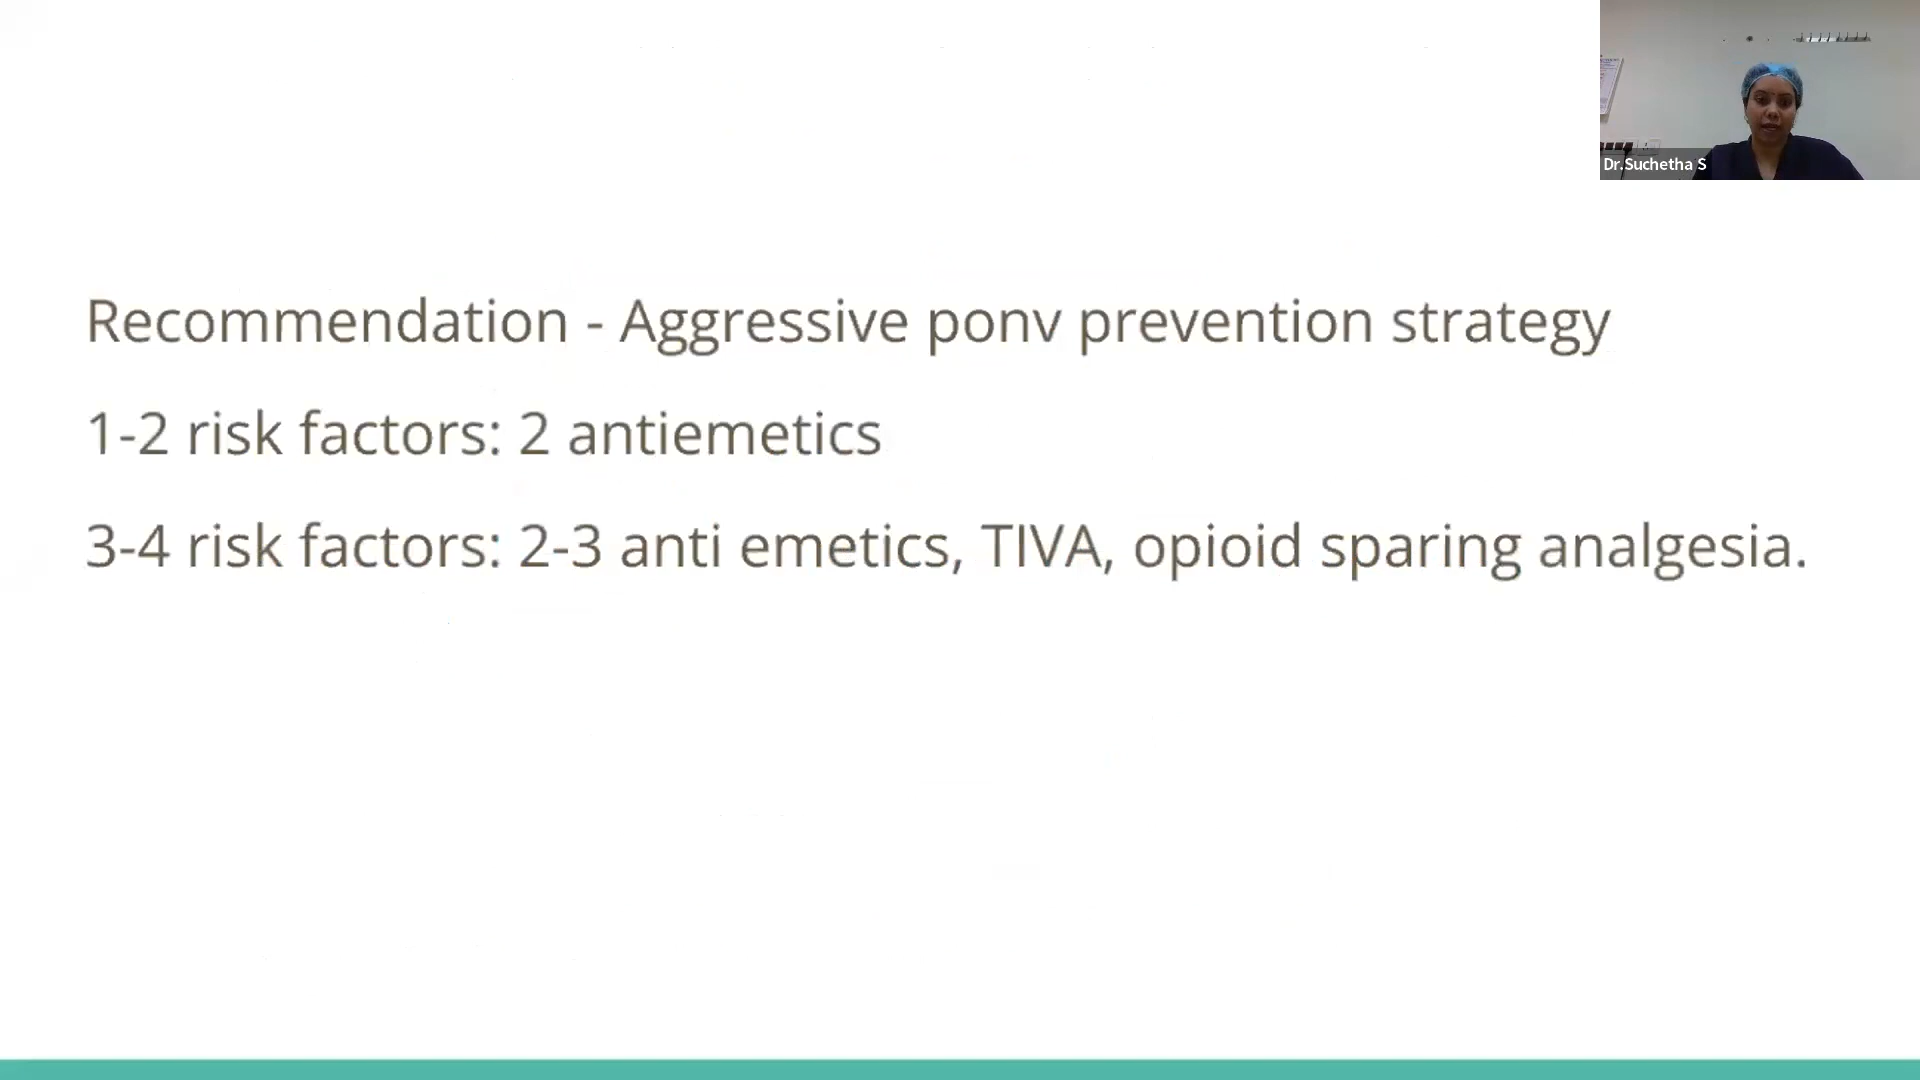 Dr.Suchetha S
Recommendation - Aggressive ponv prevention strategy
1-2 risk factors: 2 antiemetics
3-4 risk factors: 2-3 anti emetics, TIVA, opioid sparing analgesia.